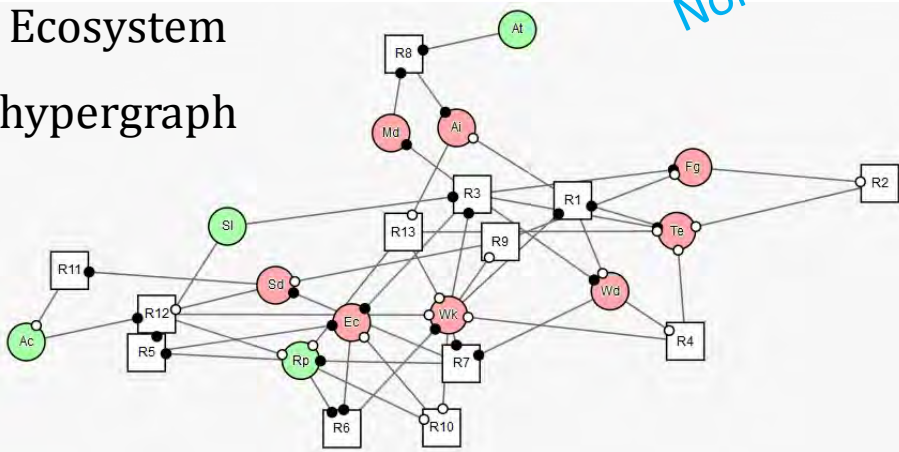 Ecosystem
hypergraph
Nor
At
R8
Md
Ai
Fg
R2
R3
R1
Sl
R13
R9
Te
R11
Sd
Wd
R12
Ec
Wk
Ac
R5
Rp
R7
R4
R6
R10